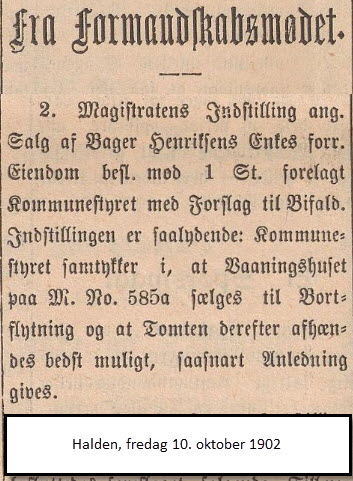 Fra Formandskabsmødet.
2. Magistratens Indstilling ang.
Salg af Bager Henriksens Enkes forr.
Eiendom besl. mod 1 St. forelagt
Kommunestyret med Forslag til Bifald.
Indstillingen er saalydende: Kommune-
styret samtykker i, at Vaaningshuset
paa M. No. 585a sælges til Bort-
flytning og at Tomten derefter afhæn-
des bedst muligt, saasnart Anledning
gives.
Halden, fredag 10. oktober 1902